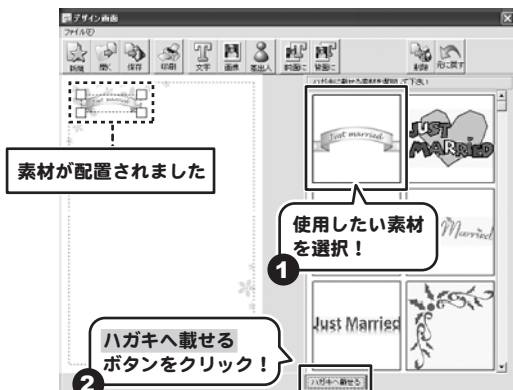 デザイン画面
ファイル(F)
新規 開く 保存 印刷 文字 画像 差出人 前面に 背面に 削除 元に戻す
ハガキに載せる素材を選択して下さい
Just married
JUST
MARRIED
素材が配置されました
使用したい素材
を選択！
1
Married
Just Married
ハガキへ載せる
ボタンをクリック！
2
ハガキへ載せる